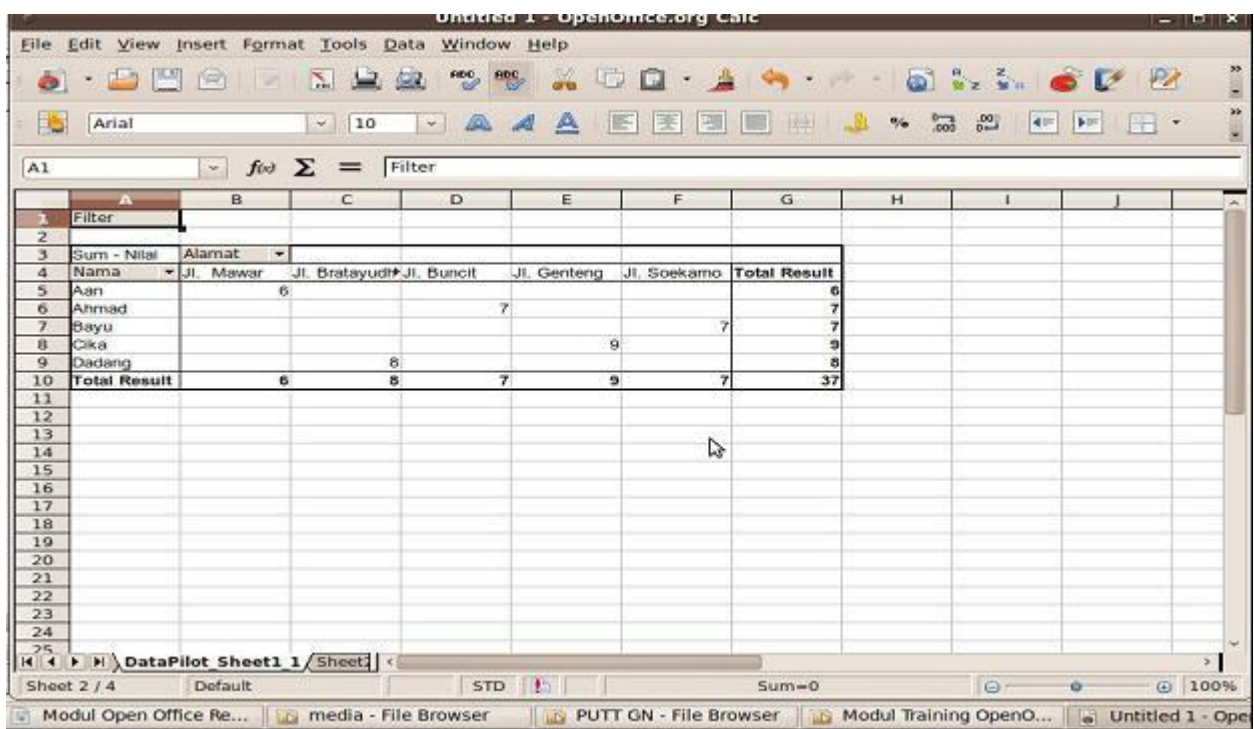 Untitled 1 - OpenOffice.org Calc
File Edit View Insert Format Tools Data Window Help
Arial 10
A1 f(x) Σ = Filter
A B C D E F G H I J
1 Filter
2
3 Sum - Nilai Alamat
4 Nama Jl. Mawar Jl. Bratayudh Jl. Buncit Jl. Genteng Jl. Soekarno Total Result
5 Aan 6 6
6 Ahmad 7 7
7 Bayu 7 7
8 Cika 9 9
9 Dadang 8 8
10 Total Result 6 8 7 9 7 37
11
12
13
14
15
16
17
18
19
20
21
22
23
24
25
DataPilot_Sheet1_1 Sheet
Sheet 2 / 4 Default STD Sum=0 100%
Modul Open Office Re... media - File Browser PUTT GN - File Browser Modul Training OpenO... Untitled 1 - Ope